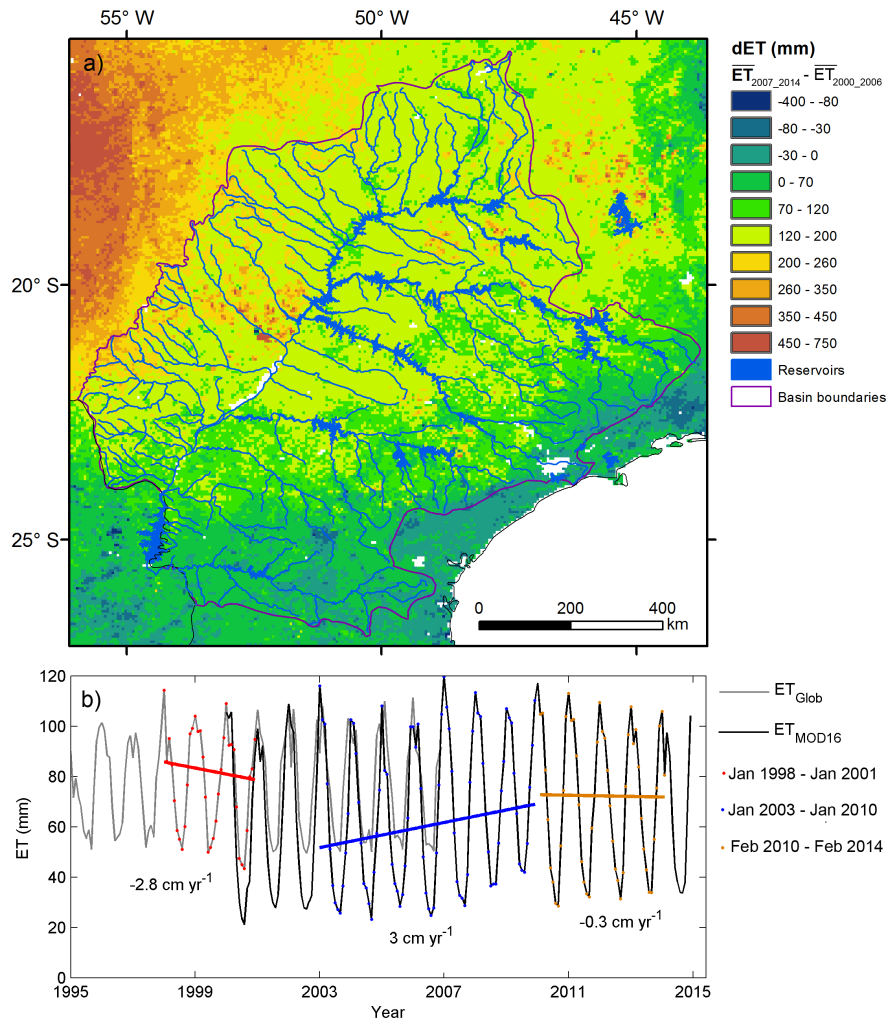 55° W 50° W 45° W
a)
20° S
25° S
0 200 400
km
dET (mm)
ET2007_2014 - ET2000_2006
-400 - -80
-80 - -30
-30 - 0
0 - 70
70 - 120
120 - 200
200 - 260
260 - 350
350 - 450
450 - 750
Reservoirs
Basin boundaries
b)
ET (mm)
120
100
80
60
40
20
0
-2.8 cm yr-1
3 cm yr-1
-0.3 cm yr-1
1995 1999 2003 2007 2011 2015
Year
ETGlob
ETMOD16
Jan 1998 - Jan 2001
Jan 2003 - Jan 2010
Feb 2010 - Feb 2014